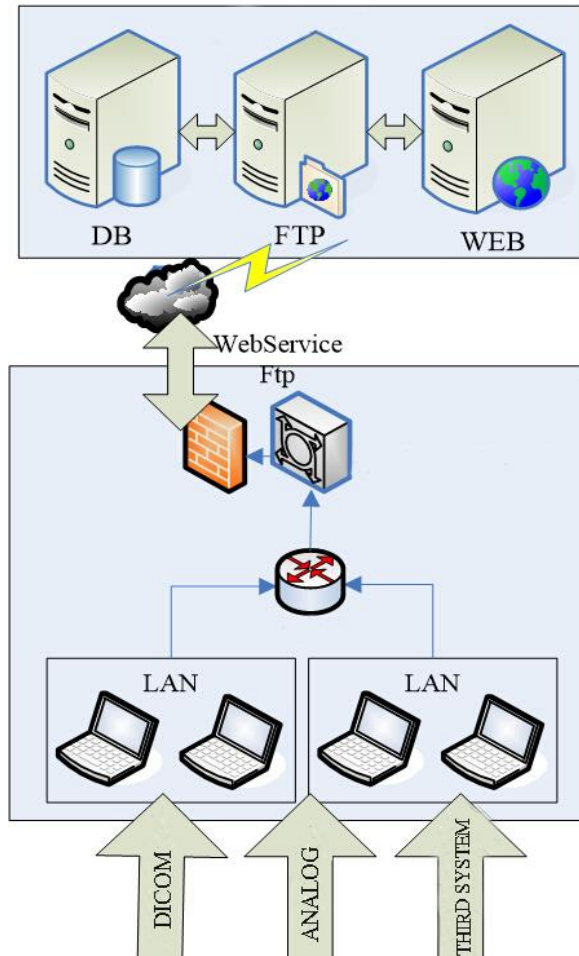 DB
FTP
WEB
WebService
Ftp
LAN
LAN
DICOM
ANALOG
THIRD SYSTEM